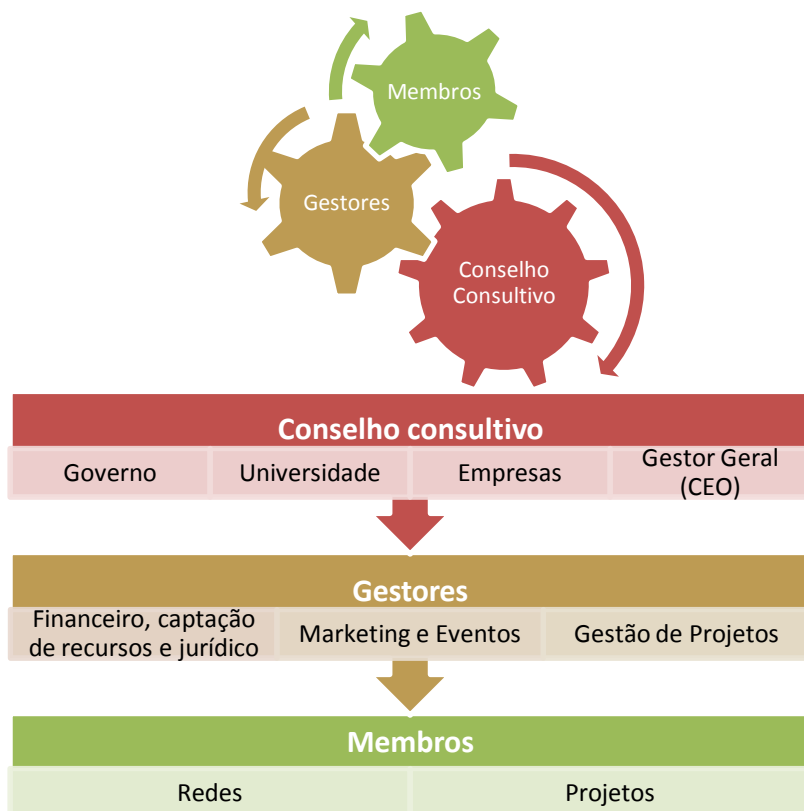 Membros
Gestores
Conselho
Consultivo
Conselho consultivo
Governo
Universidade
Empresas
Gestor Geral
(CEO)
Gestores
Financeiro, captação
de recursos e jurídico
Marketing e Eventos
Gestão de Projetos
Membros
Redes
Projetos